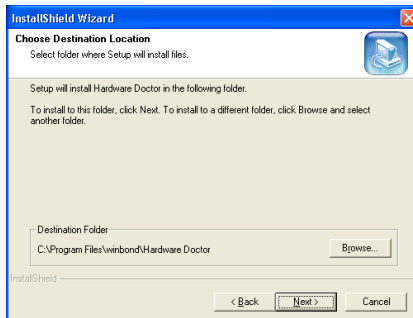 InstallShield Wizard
Choose Destination Location
Select folder where Setup will install files.
Setup will install Hardware Doctor in the following folder.
To install to this folder, click Next. To install to a different folder, click Browse and select
another folder.
Destination Folder
C:\Program Files\winbond\Hardware Doctor
Browse...
InstallShield
< Back
Next >
Cancel